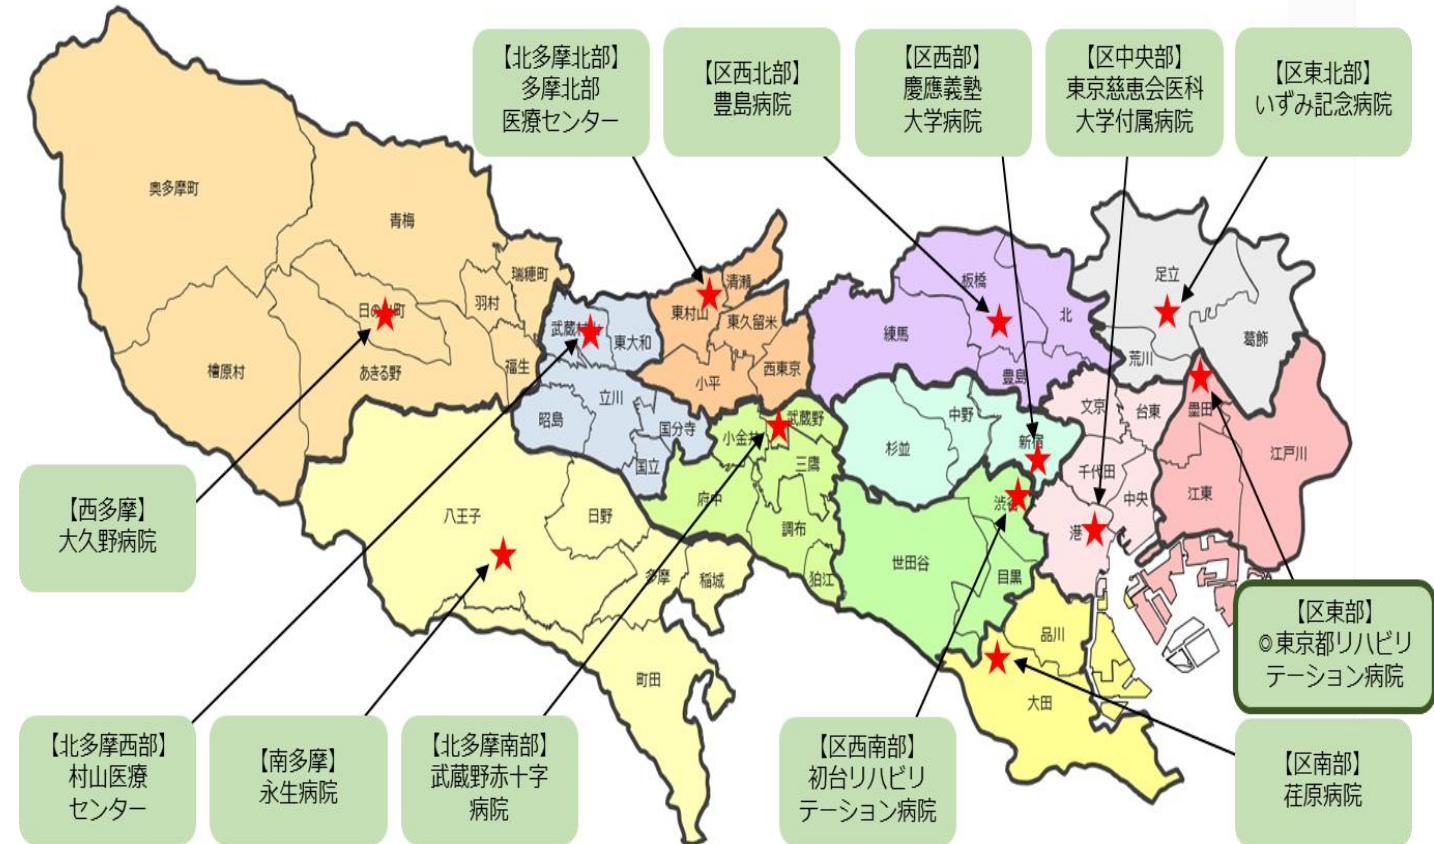 【北多摩北部】
多摩北部
医療センター
【区西北部】
豊島病院
【区西部】
慶應義塾
大学病院
【区中央部】
東京慈恵会医科
大学付属病院
【区東北部】
いずみ記念病院
奥多摩町
青梅
瑞穂町
羽村
日の出町
檜原村
あきる野
福生
武蔵村山
東大和
立川
昭島
国分寺
国立
東村山
清瀬
東久留米
小平
西東京
小金井
武蔵野
三鷹
府中
調布
狛江
八王子
日野
多摩
稲城
町田
板橋
北
練馬
豊島
中野
杉並
新宿
渋谷
世田谷
目黒
足立
葛飾
荒川
文京
台東
千代田
中央
港
墨田
江東
江戸川
品川
大田
【西多摩】
大久野病院
【区東部】
◎東京都リハビリ
テーション病院
【北多摩西部】
村山医療
センター
【南多摩】
永生病院
【北多摩南部】
武蔵野赤十字
病院
【区西南部】
初台リハビリ
テーション病院
【区南部】
荏原病院